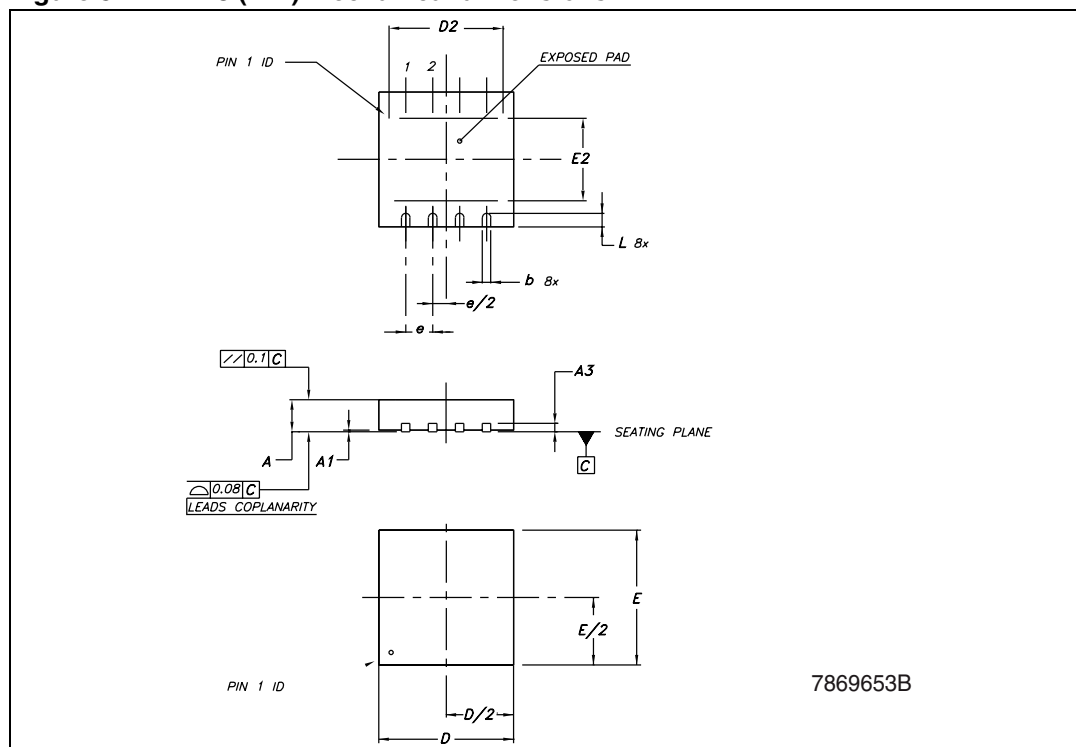 D2
PIN 1 ID
1 2
EXPOSED PAD
E2
L 8x
b 8x
e/2
e
// 0.1 C
A3
SEATING PLANE
A
A1
C
0.08 C
LEADS COPLANARITY
E
E/2
PIN 1 ID
7869653B
D/2
D